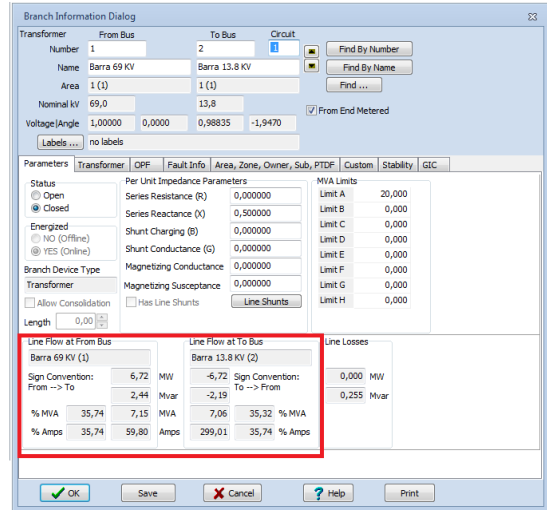 Branch Information Dialog
Transformer From Bus To Bus Circuit
Number 1 2 1 Find By Number
Name Barra 69 KV Barra 13.8 KV Find By Name
Area 1 (1) 1 (1) Find ...
Nominal kV 69,0 13,8
From End Metered
Voltage|Angle 1,00000 0,0000 0,98835 -1,9470
Labels ... no labels
Parameters Transformer OPF Fault Info Area, Zone, Owner, Sub, PTDF Custom Stability GIC
Status Per Unit Impedance Parameters MVA Limits
Open Series Resistance (R) 0,000000 Limit A 20,000
Closed Series Reactance (X) 0,500000 Limit B 0,000
Energized Shunt Charging (B) 0,000000 Limit C 0,000
NO (Offline) Limit D 0,000
YES (Online) Shunt Conductance (G) 0,000000 Limit E 0,000
Branch Device Type Magnetizing Conductance 0,000000 Limit F 0,000
Transformer Magnetizing Susceptance 0,000000 Limit G 0,000
Allow Consolidation Has Line Shunts Line Shunts Limit H 0,000
Length 0,00
Line Flow at From Bus Line Flow at To Bus Line Losses
Barra 69 KV (1) Barra 13.8 KV (2)
Sign Convention: 6,72 MW -6,72 Sign Convention: 0,000 MW
From --> To 2,44 Mvar -2,19 To --> From 0,255 Mvar
% MVA 35,74 7,15 MVA 7,06 35,32 % MVA
% Amps 35,74 59,80 Amps 299,01 35,74 % Amps
OK Save Cancel ? Help Print